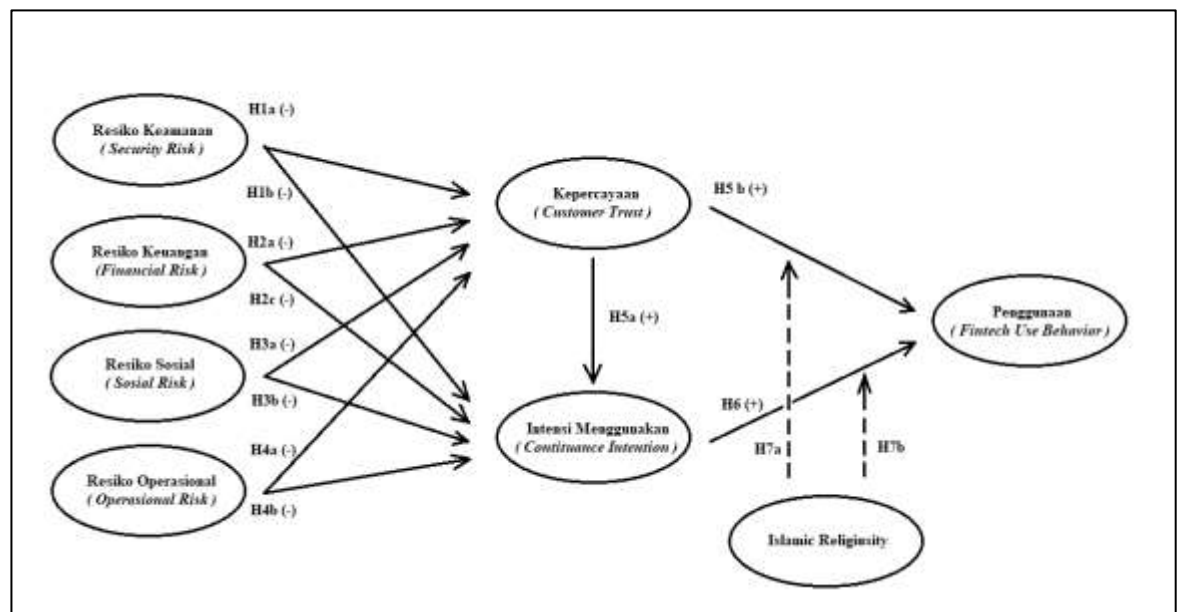 H1a (-)
Resiko Keamanan
( Security Risk )
H1b (-)
Kepercayaan
( Customer Trust )
H5 b (+)
H2a (-)
Resiko Keuangan
(Financial Risk )
H2c (-)
H5a (+)
Penggunaan
( Fintech Use Behavior )
H3a (-)
Resiko Sosial
( Sosial Risk )
H3b (-)
H6 (+)
Intensi Menggunakan
( Contituance Intention )
H7a
H7b
H4a (-)
Resiko Operasional
( Operasional Risk )
H4b (-)
Islamic Religiusity